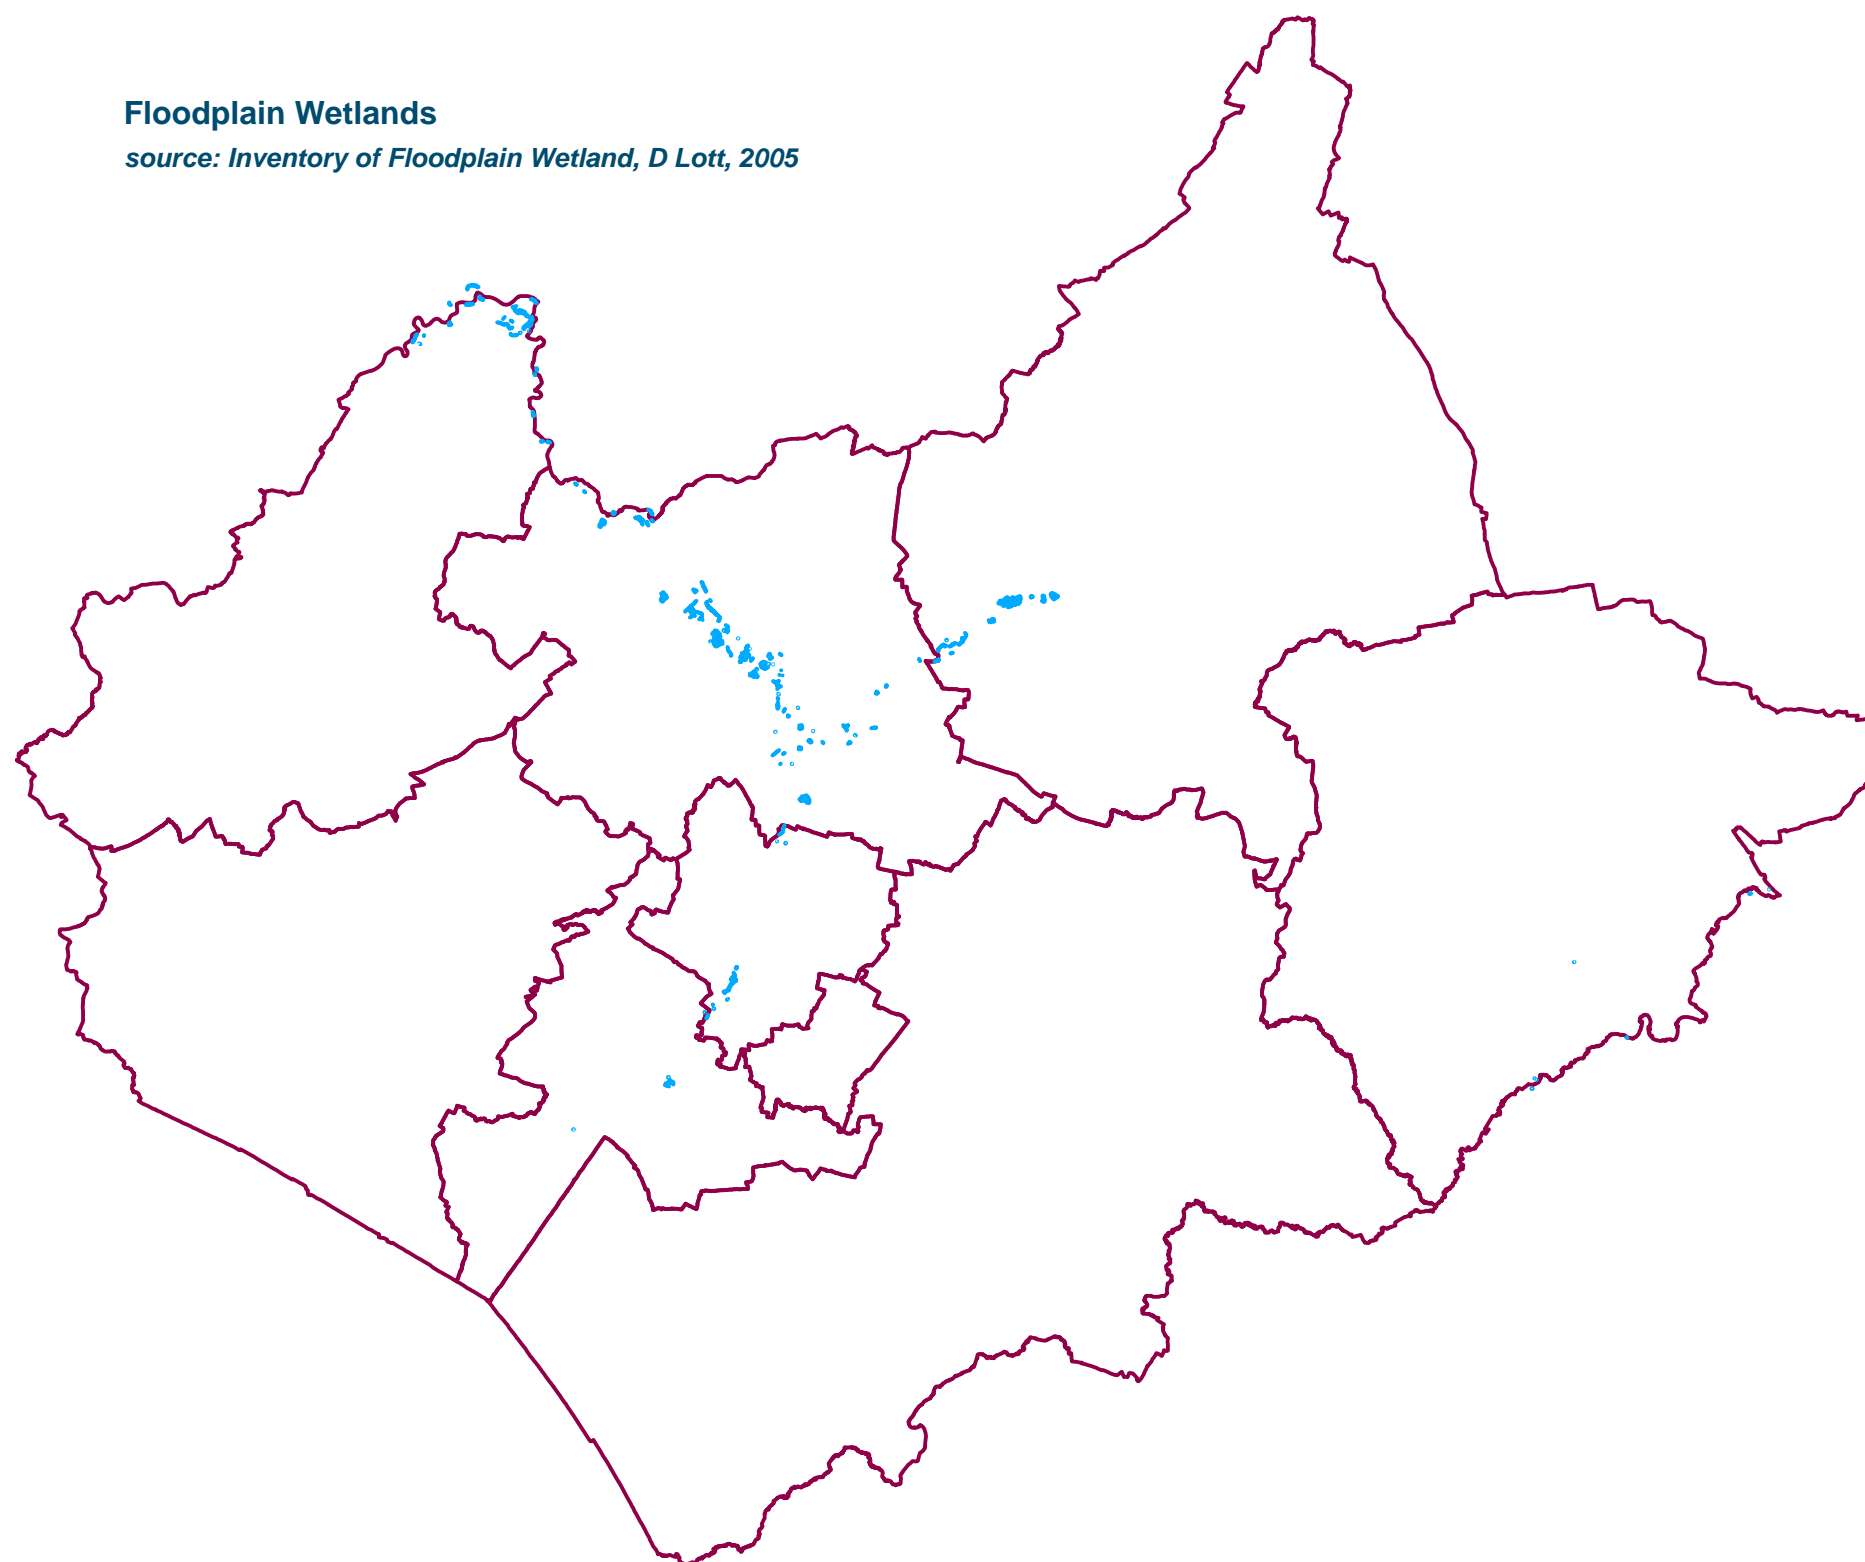 Floodplain Wetlands
source: Inventory of Floodplain Wetland, D Lott, 2005